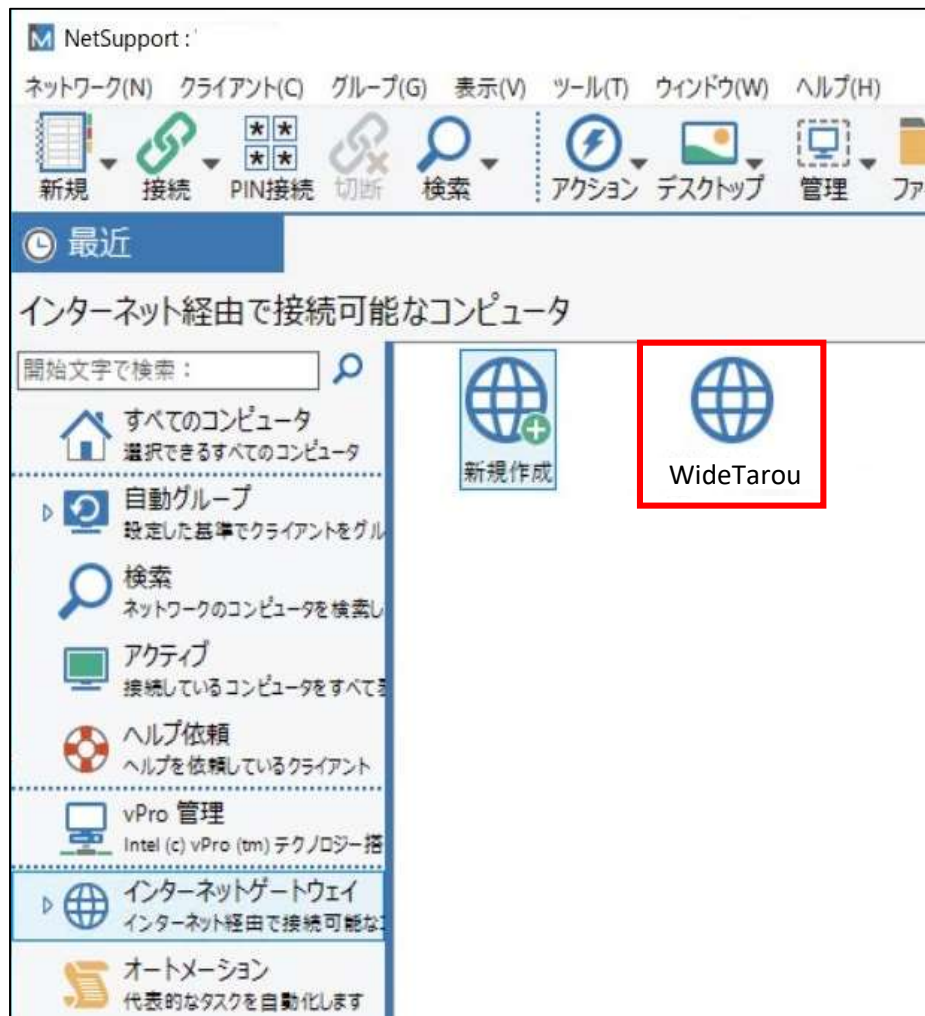 NetSupport :
ネットワーク(N) クライアント(C) グループ(G) 表示(V) ツール(T) ウィンドウ(W) ヘルプ(H)
新規 接続 PIN接続 切断 検索 アクション デスクトップ 管理 ファ
最近
インターネット経由で接続可能なコンピュータ
開始文字で検索：
すべてのコンピュータ
選択できるすべてのコンピュータ
自動グループ
設定した基準でクライアントをグル
検索
ネットワークのコンピュータを検索し
アクティブ
接続しているコンピュータをすべて
ヘルプ依頼
ヘルプを依頼しているクライアント
vPro 管理
Intel (c) vPro (tm) テクノロジー搭
インターネットゲートウェイ
インターネット経由で接続可能な
オートメーション
代表的なタスクを自動化します
新規作成
WideTarou